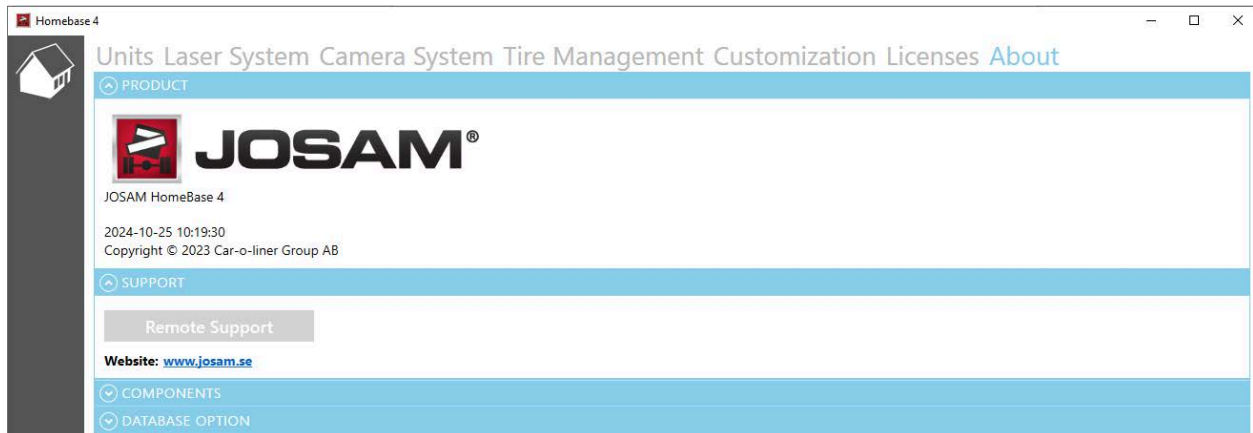 Homebase 4
Units Laser System Camera System Tire Management Customization Licenses About
PRODUCT
JOSAM®
JOSAM HomeBase 4
2024-10-25 10:19:30
Copyright © 2023 Car-o-liner Group AB
SUPPORT
Remote Support
Website: www.josam.se
COMPONENTS
DATABASE OPTION